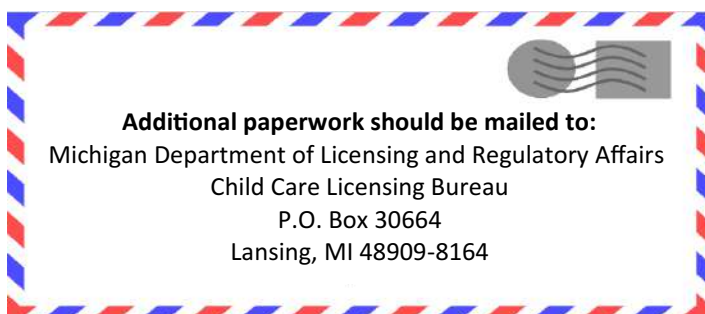 Additional paperwork should be mailed to:
Michigan Department of Licensing and Regulatory Affairs
Child Care Licensing Bureau
P.O. Box 30664
Lansing, MI 48909-8164